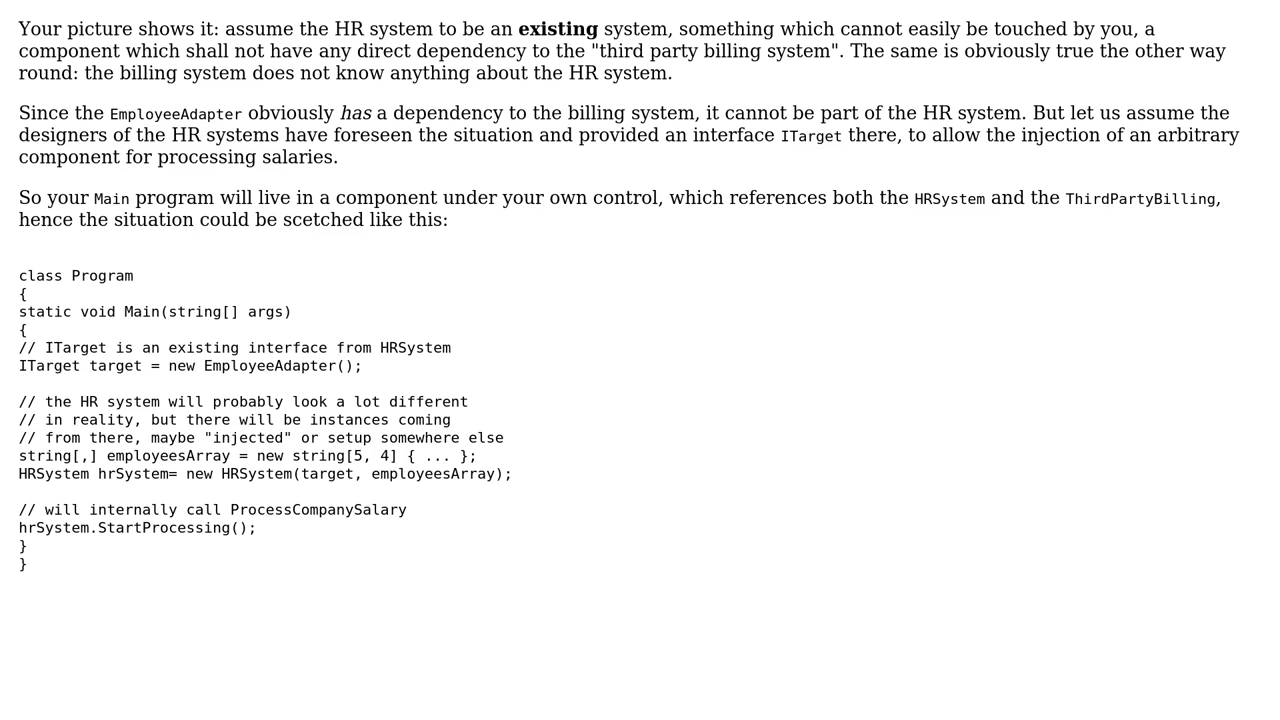 Your picture shows it: assume the HR system to be an existing system, something which cannot easily be touched by you, a
component which shall not have any direct dependency to the "third party billing system". The same is obviously true the other way
round: the billing system does not know anything about the HR system.
Since the EmployeeAdapter obviously has a dependency to the billing system, it cannot be part of the HR system. But let us assume the
designers of the HR systems have foreseen the situation and provided an interface ITarget there, to allow the injection of an arbitrary
component for processing salaries.
So your Main program will live in a component under your own control, which references both the HRSystem and the ThirdPartyBilling,
hence the situation could be scetched like this:
class Program
{
static void Main(string[] args)
{
// ITarget is an existing interface from HRSystem
ITarget target = new EmployeeAdapter();
// the HR system will probably look a lot different
// in reality, but there will be instances coming
// from there, maybe "injected" or setup somewhere else
string[,] employeesArray = new string[5, 4] { ... };
HRSystem hrSystem= new HRSystem(target, employeesArray);
// will internally call ProcessCompanySalary
hrSystem.StartProcessing();
}
}